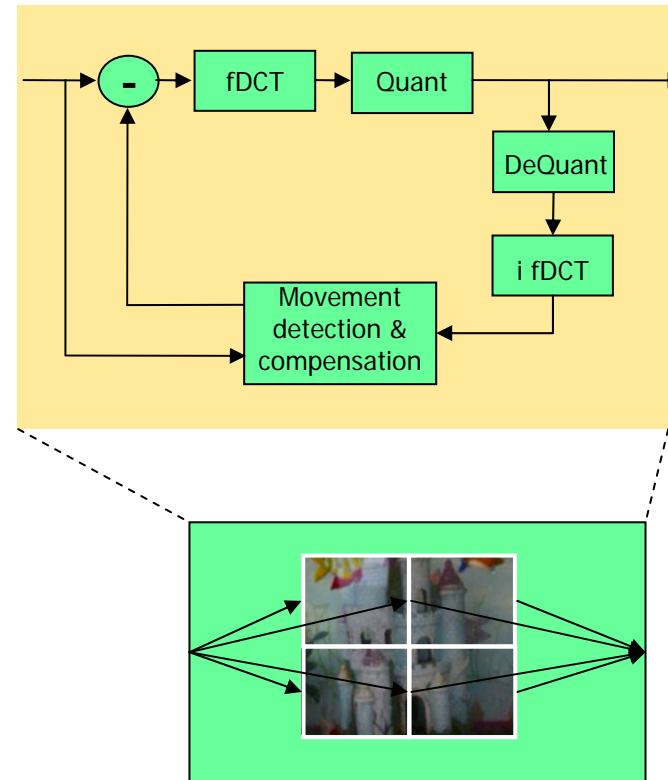 -
fDCT
Quant
DeQuant
i fDCT
Movement
detection &
compensation